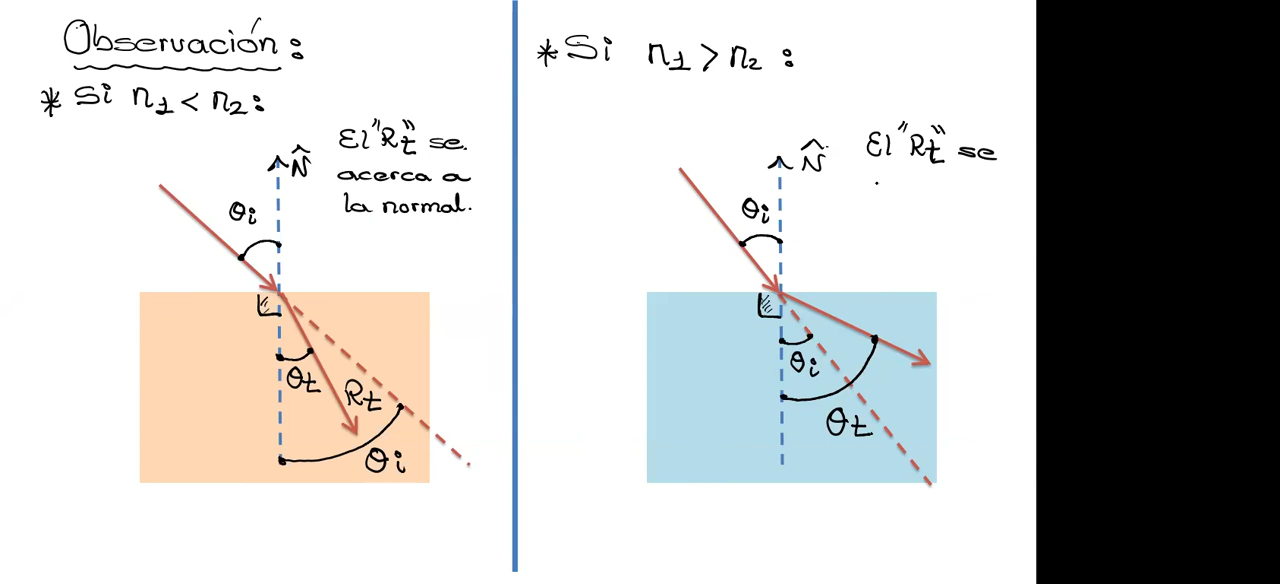 Observación:
* Si n₁ < n₂:
El "Rt" se
acerca a
la normal.
N̂
θi
θt
Rt
θi
* Si n₁ > n₂ :
El "Rt" se
N̂
θi
θi
θt